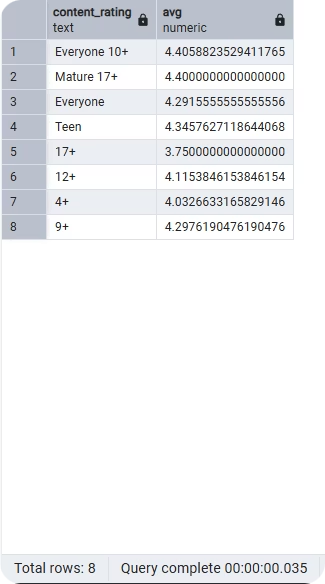 content_rating avg
text numeric
1 Everyone 10+ 4.4058823529411765
2 Mature 17+ 4.4000000000000000
3 Everyone 4.2915555555555556
4 Teen 4.3457627118644068
5 17+ 3.7500000000000000
6 12+ 4.1153846153846154
7 4+ 4.0326633165829146
8 9+ 4.2976190476190476
Total rows: 8 Query complete 00:00:00.035